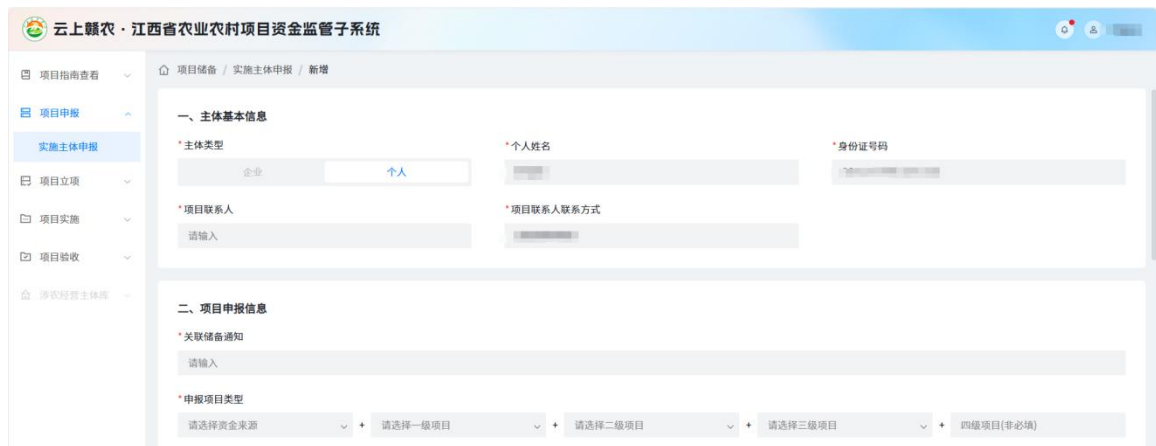 云上赣农·江西省农业农村项目资金监管子系统
项目指南查看
项目储备 / 实施主体申报 / 新增
项目申报
实施主体申报
项目立项
项目实施
项目验收
涉农经营主体库
一、主体基本信息
*主体类型
*个人姓名
*身份证号码
企业
个人
*项目联系人
*项目联系人联系方式
请输入
二、项目申报信息
*关联储备通知
请输入
*申报项目类型
请选择资金来源 + 请选择一级项目 + 请选择二级项目 + 请选择三级项目 + 四级项目(非必填)